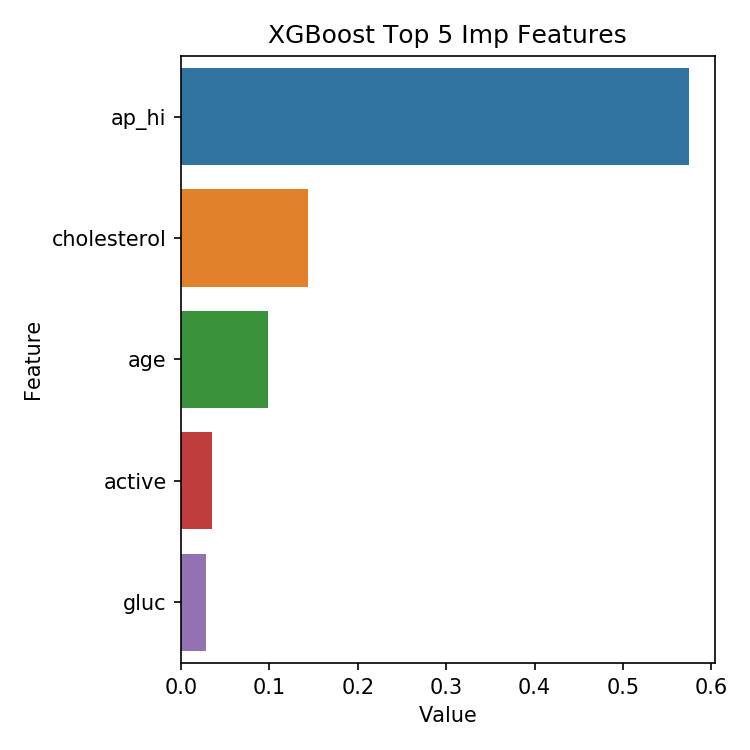 XGBoost Top 5 Imp Features
ap_hi
cholesterol
age
active
gluc
Feature
0.0 0.1 0.2 0.3 0.4 0.5 0.6
Value